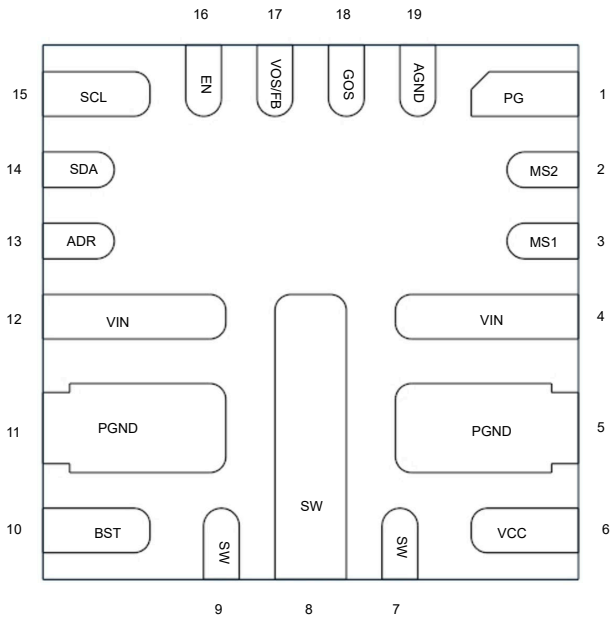 16 17 18 19
EN VOS/FB GOS AGND
15 SCL PG 1
14 SDA MS2 2
13 ADR MS1 3
12 VIN VIN 4
11 PGND PGND 5
SW
10 BST SW SW VCC 6
9 8 7